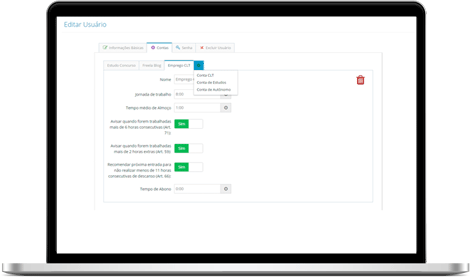 Editar Usuário
Informações Básicas
Contas
Senha
Excluir Usuário
Estudo Concurso
Trilada Blog
Emprego CLT
Conta CLT
Conta de Estudos
Conta de Autônomo
Nome
Emprego
Jornada de trabalho
8:00
Tempo médio de Almoço
1:00
Avisar quando forem trabalhadas
mais de 6 horas consecutivas (Art.
71)
Sim
Avisar quando forem trabalhadas
mais de 2 horas extras (Art. 59)
Sim
Recomendar próxima entrada para
não realizar menos de 11 horas
consecutivas de descanso (Art. 66)
Sim
Tempo de Abono
0:00